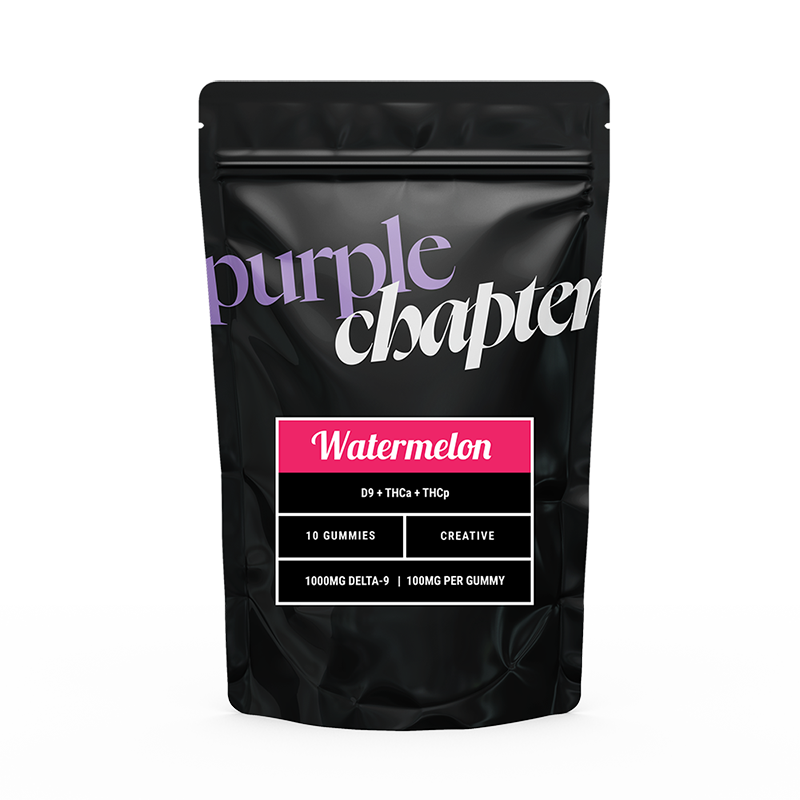 purple
chapter
Watermelon
D9 + THCa + THCp
10 GUMMIES
CREATIVE
1000MG DELTA-9 | 100MG PER GUMMY